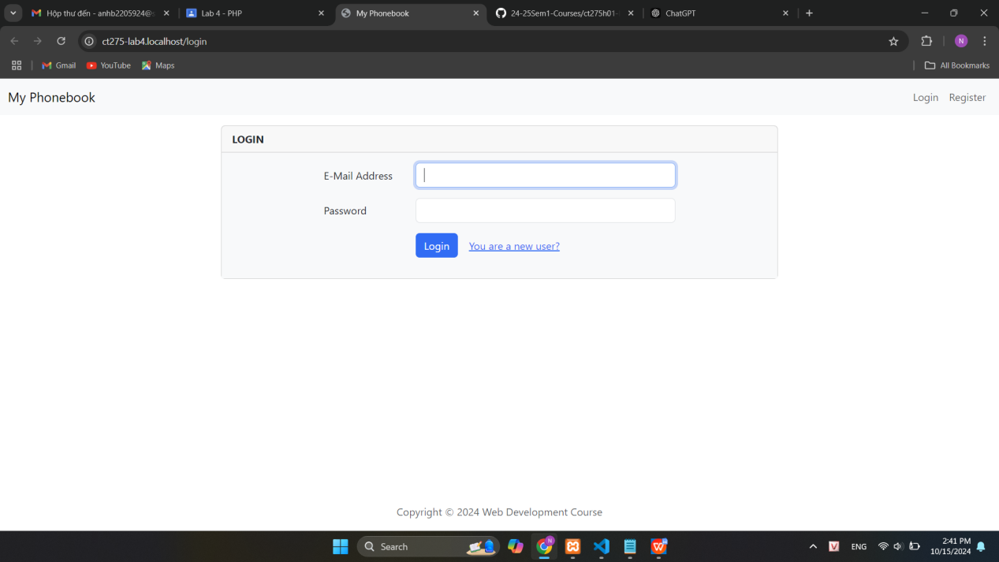 Hộp thư đến - anhb2205924@
Lab 4 - PHP
My Phonebook
24-25Sem1-Courses/ct275h01-
ChatGPT
ct275-lab4.localhost/login
N
Gmail
YouTube
Maps
All Bookmarks
My Phonebook
Login
Register
LOGIN
E-Mail Address
Password
Login
You are a new user?
Copyright © 2024 Web Development Course
Search
N
V
ENG
2:41 PM
10/15/2024